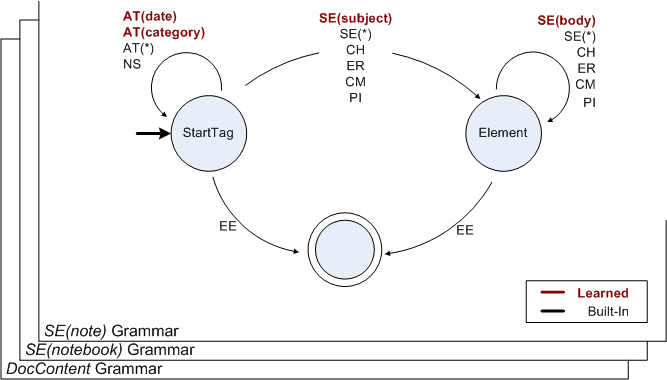 AT(date)
AT(category)
AT(*)
NS
SE(subject)
SE(*)
CH
ER
CM
PI
SE(body)
SE(*)
CH
ER
CM
PI
StartTag
Element
EE
EE
Learned
Built-In
SE(note) Grammar
SE(notebook) Grammar
DocContent Grammar